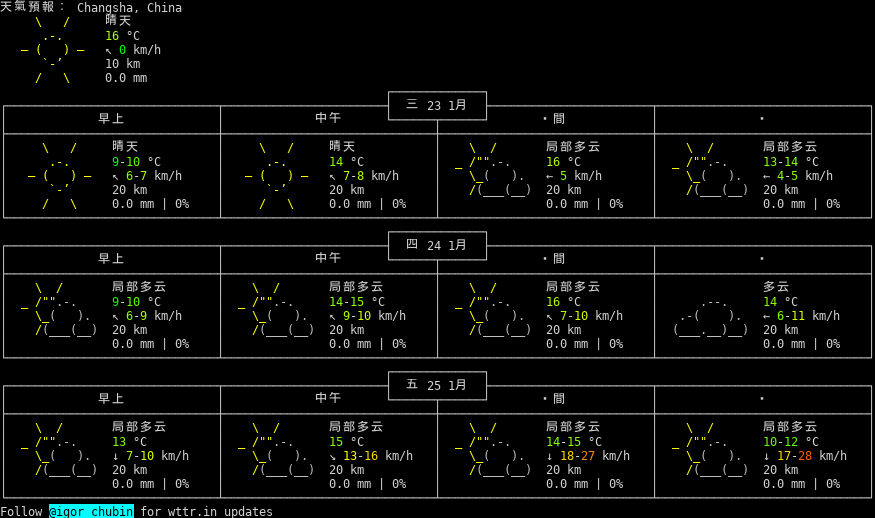 天氣預報： Changsha, China
晴天
16 °C
↖ 0 km/h
10 km
0.0 mm
三 23 1月
早上 中午 ・間 ・
晴天 晴天 局部多云 局部多云
9-10 °C 14 °C 16 °C 13-14 °C
↖ 6-7 km/h ↖ 7-8 km/h ← 5 km/h ← 4-5 km/h
20 km 20 km 20 km 20 km
0.0 mm | 0% 0.0 mm | 0% 0.0 mm | 0% 0.0 mm | 0%
四 24 1月
早上 中午 ・間 ・
局部多云 局部多云 局部多云 多云
9-10 °C 14-15 °C 16 °C 14 °C
↖ 6-9 km/h ↖ 9-10 km/h ↖ 7-10 km/h ← 6-11 km/h
20 km 20 km 20 km 20 km
0.0 mm | 0% 0.0 mm | 0% 0.0 mm | 0% 0.0 mm | 0%
五 25 1月
早上 中午 ・間 ・
局部多云 局部多云 局部多云 局部多云
13 °C 15 °C 14-15 °C 10-12 °C
↓ 7-10 km/h ↘ 13-16 km/h ↓ 18-27 km/h ↓ 17-28 km/h
20 km 20 km 20 km 20 km
0.0 mm | 0% 0.0 mm | 0% 0.0 mm | 0% 0.0 mm | 0%
Follow @igor_chubin for wttr.in updates